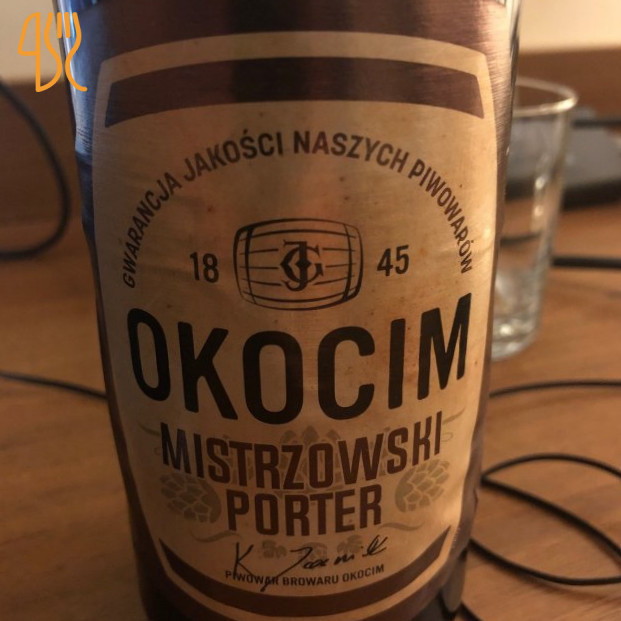 GWARANCJA JAKOŚCI NASZYCH PIWOWARÓW
18 45
OKOCIM
MISTRZOWSKI
PORTER
PIWOWAR BROWARU OKOCIM